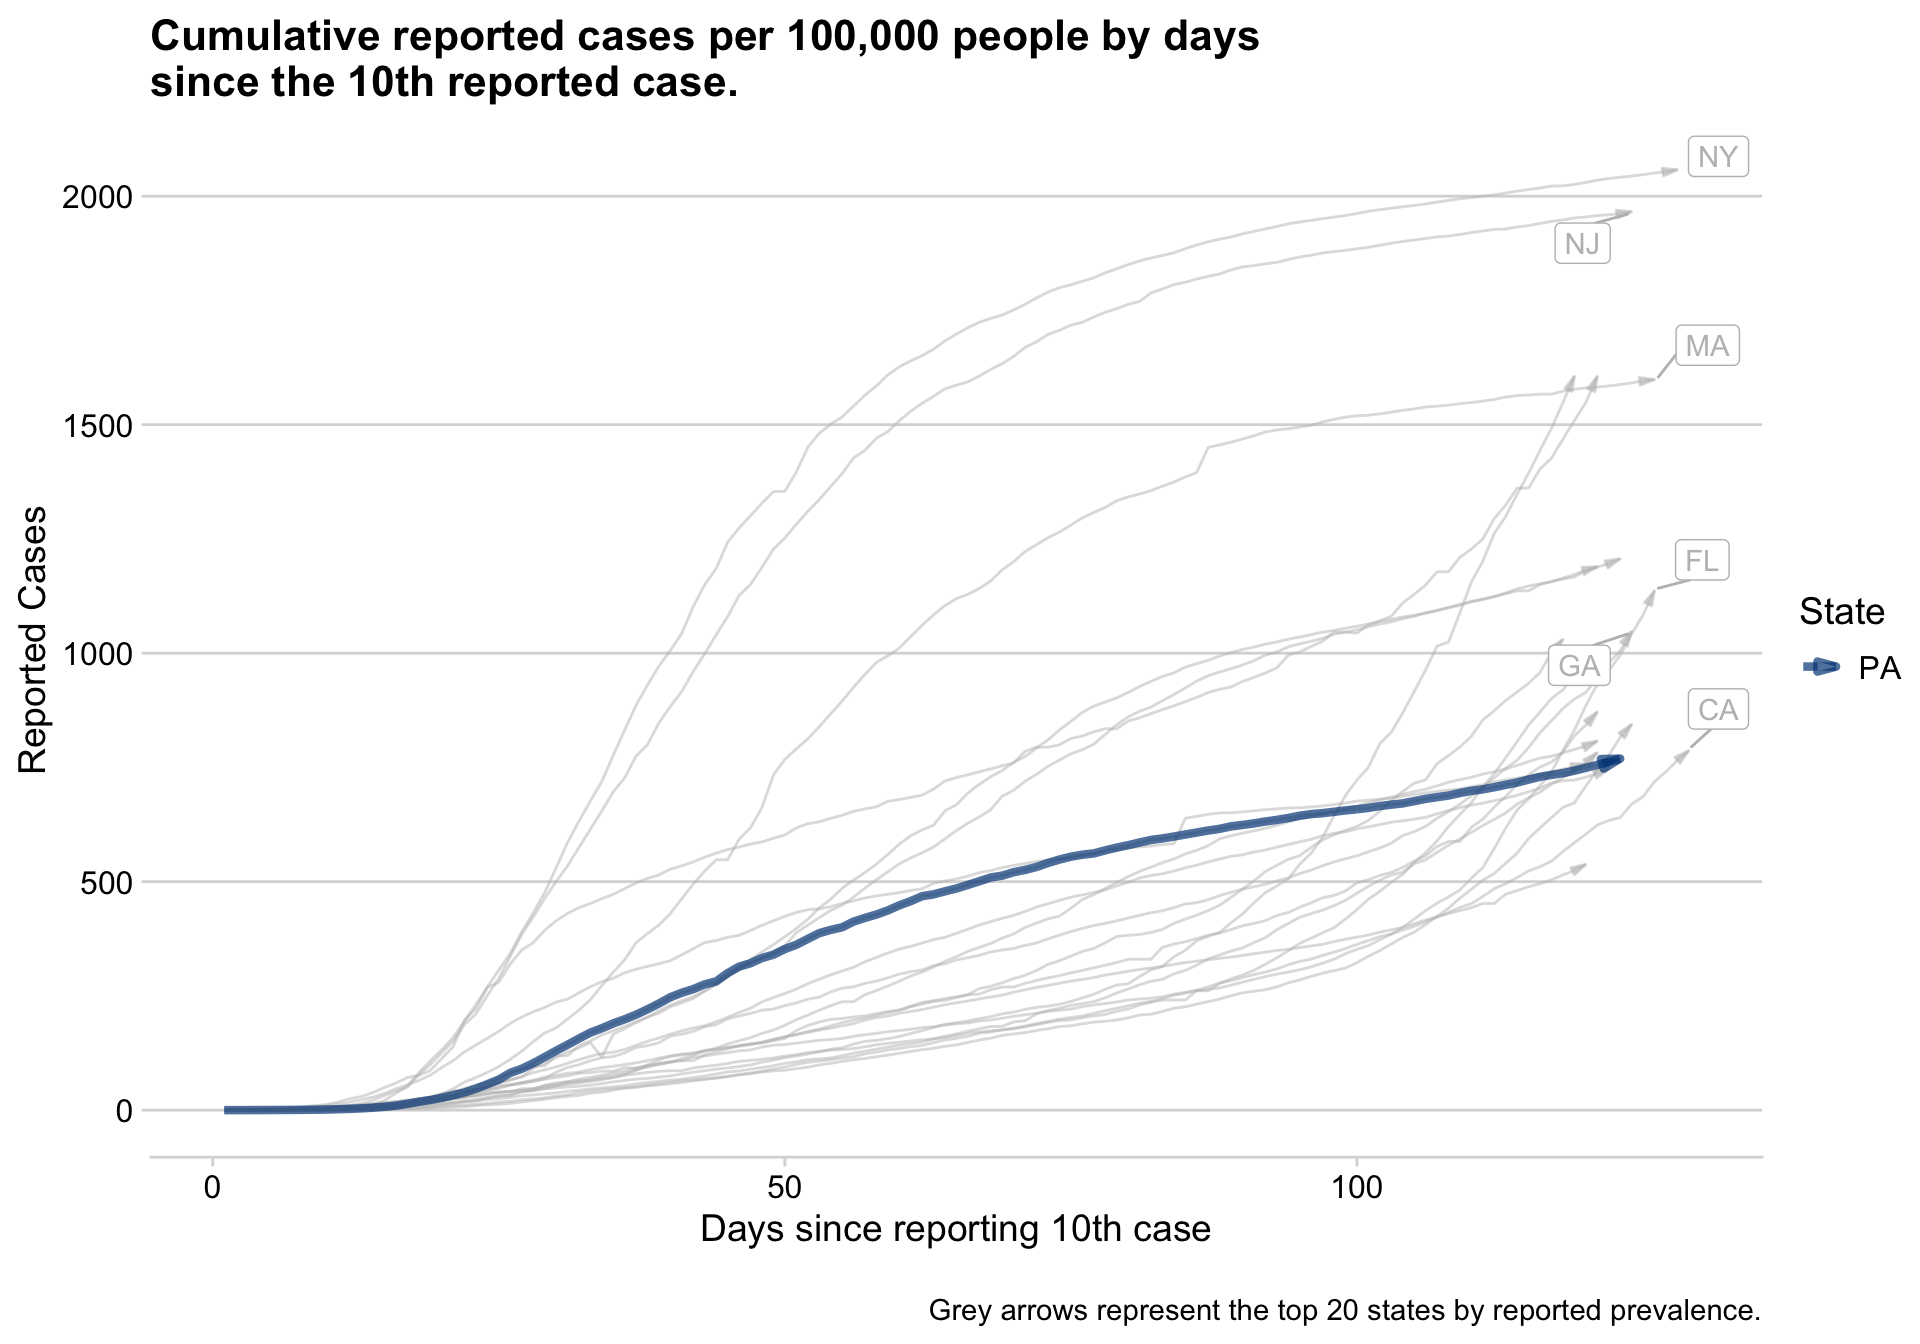 Cumulative reported cases per 100,000 people by days
since the 10th reported case.
NY
2000
NJ
MA
1500
FL
Reported Cases
State
1000
GA
PA
CA
500
0
0
50
100
Days since reporting 10th case
Grey arrows represent the top 20 states by reported prevalence.